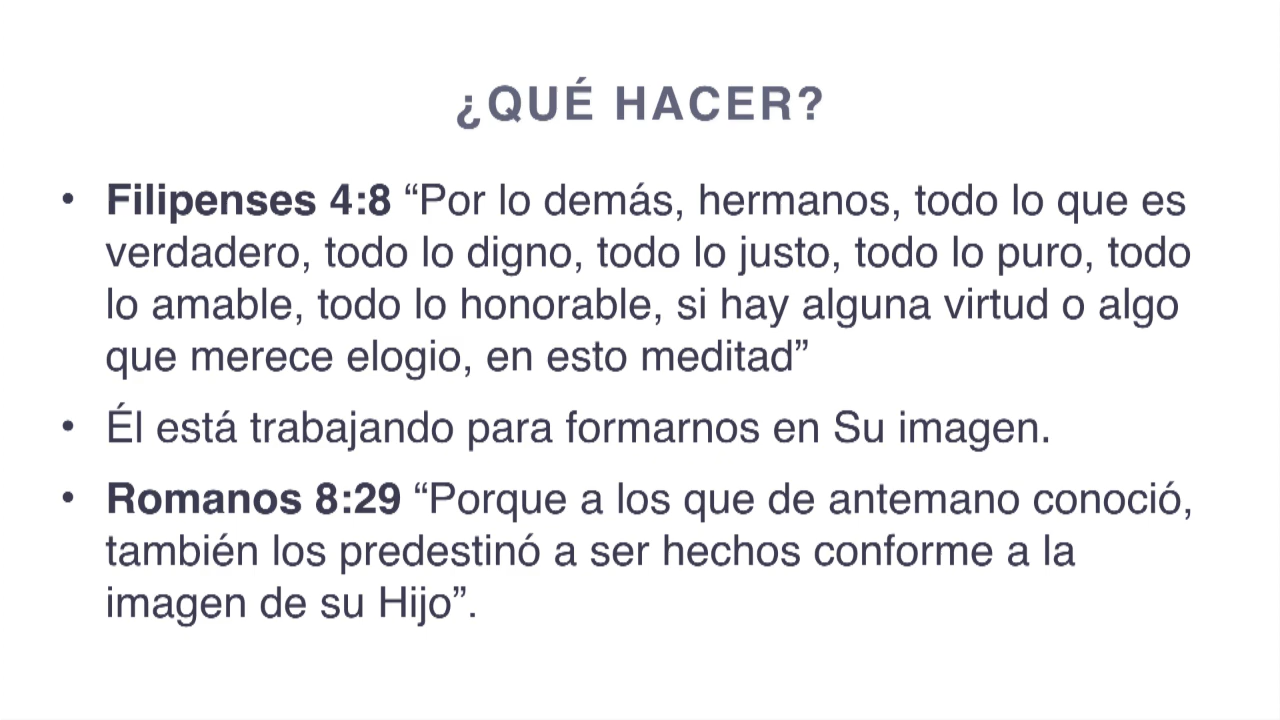 ¿QUÉ HACER?
• Filipenses 4:8 “Por lo demás, hermanos, todo lo que es
verdadero, todo lo digno, todo lo justo, todo lo puro, todo
lo amable, todo lo honorable, si hay alguna virtud o algo
que merece elogio, en esto meditad”
• Él está trabajando para formarnos en Su imagen.
• Romanos 8:29 “Porque a los que de antemano conoció,
también los predestinó a ser hechos conforme a la
imagen de su Hijo”.